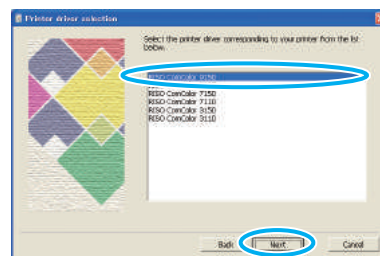 Printer driver selection
Select the printer driver corresponding to your printer from the list
below.
RISO ComColor 9150
RISO ComColor 7150
RISO ComColor 7110
RISO ComColor 3150
RISO ComColor 3110
Back
Next
Cancel